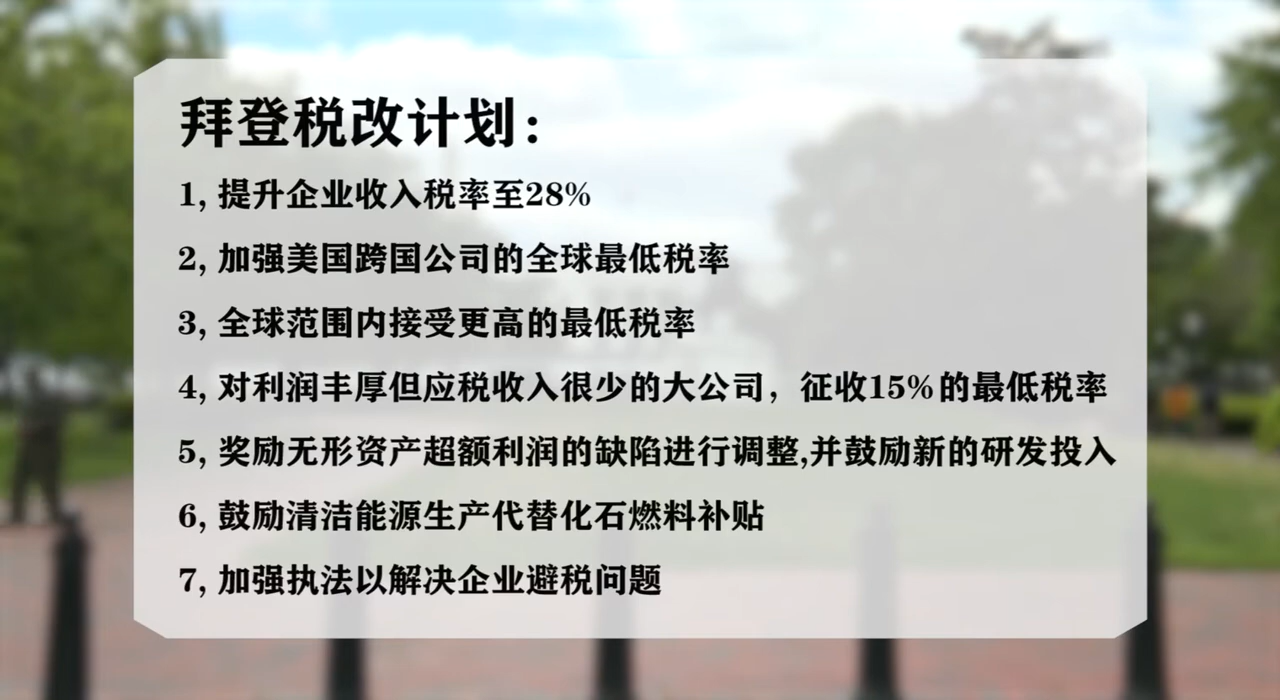 拜登税改计划：
1, 提升企业收入税率至28%
2, 加强美国跨国公司的全球最低税率
3, 全球范围内接受更高的最低税率
4, 对利润丰厚但应税收入很少的大公司，征收15%的最低税率
5, 奖励无形资产超额利润的缺陷进行调整,并鼓励新的研发投入
6, 鼓励清洁能源生产代替化石燃料补贴
7, 加强执法以解决企业避税问题